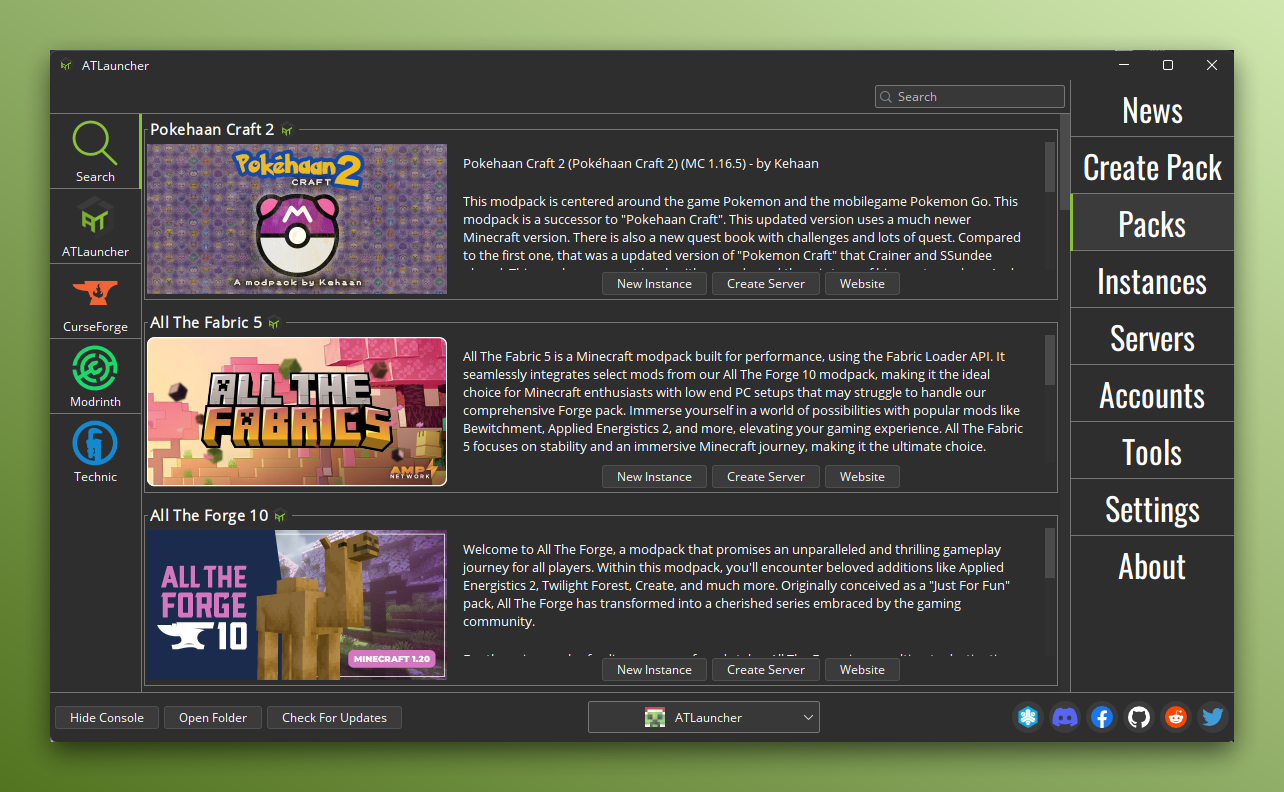 ATLauncher
Search
News
Create Pack
Packs
Instances
Servers
Accounts
Tools
Settings
About
Search
ATLauncher
CurseForge
Modrinth
Technic
Pokehaan Craft 2
Pokéhaan 2
CRAFT
A modpack by Kehaan
Pokehaan Craft 2 (Pokéhaan Craft 2) (MC 1.16.5) - by Kehaan
This modpack is centered around the game Pokemon and the mobilegame Pokemon Go. This
modpack is a successor to "Pokehaan Craft". This updated version uses a much newer
Minecraft version. There is also a new quest book with challenges and lots of quest. Compared
to the first one, that was a updated version of "Pokemon Craft" that Crainer and SSundee
New Instance
Create Server
Website
All The Fabric 5
ALL THE
FABRICS
AMP
NETWORK
All The Fabric 5 is a Minecraft modpack built for performance, using the Fabric Loader API. It
seamlessly integrates select mods from our All The Forge 10 modpack, making it the ideal
choice for Minecraft enthusiasts with low end PC setups that may struggle to handle our
comprehensive Forge pack. Immerse yourself in a world of possibilities with popular mods like
Bewitchment, Applied Energistics 2, and more, elevating your gaming experience. All The Fabric
5 focuses on stability and an immersive Minecraft journey, making it the ultimate choice.
New Instance
Create Server
Website
All The Forge 10
ALL THE
FORGE
10
MINECRAFT 1.20
Welcome to All The Forge, a modpack that promises an unparalleled and thrilling gameplay
journey for all players. Within this modpack, you'll encounter beloved additions like Applied
Energistics 2, Twilight Forest, Create, and much more. Originally conceived as a "Just For Fun"
pack, All The Forge has transformed into a cherished series embraced by the gaming
community.
New Instance
Create Server
Website
Hide Console
Open Folder
Check For Updates
ATLauncher